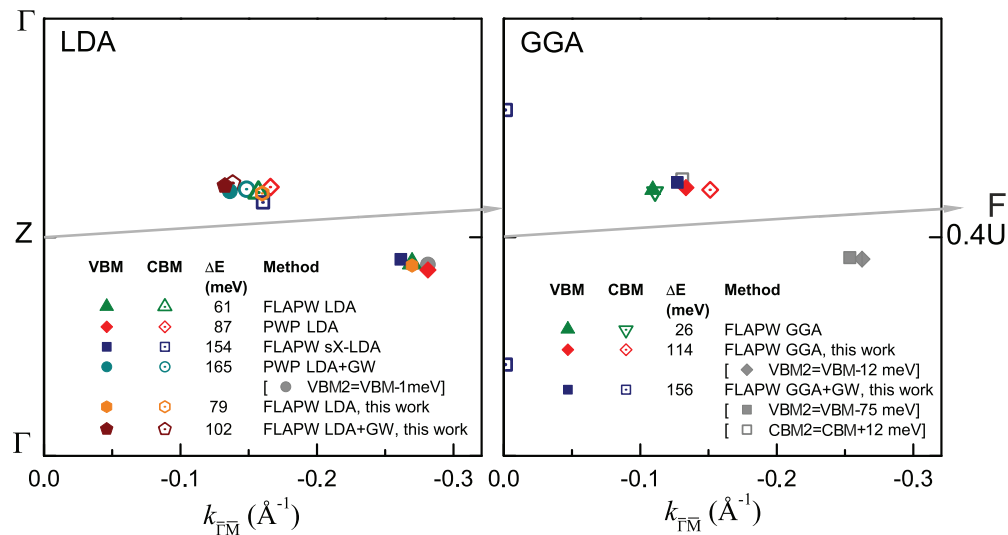 Γ
LDA
Z
VBM CBM ΔE Method
(meV)
61 FLAPW LDA
87 PWP LDA
154 FLAPW sX-LDA
165 PWP LDA+GW
[ VBM2=VBM-1meV]
79 FLAPW LDA, this work
102 FLAPW LDA+GW, this work
Γ
0.0 -0.1 -0.2 -0.3
k Γ̄M̄ (Å⁻¹)
GGA
F
0.4U
VBM CBM ΔE Method
(meV)
26 FLAPW GGA
114 FLAPW GGA, this work
[ VBM2=VBM-12 meV]
156 FLAPW GGA+GW, this work
[ VBM2=VBM-75 meV]
[ CBM2=CBM+12 meV]
0.0 -0.1 -0.2 -0.3
k Γ̄M̄ (Å⁻¹)